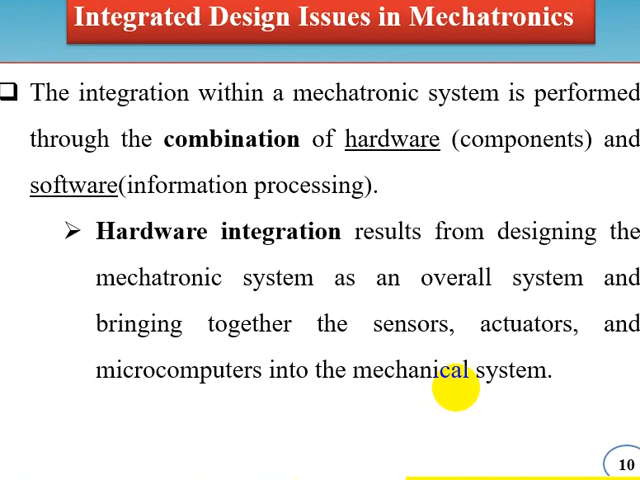 Integrated Design Issues in Mechatronics
The integration within a mechatronic system is performed
through the combination of hardware (components) and
software(information processing).
Hardware integration results from designing the
mechatronic system as an overall system and
bringing together the sensors, actuators, and
microcomputers into the mechanical system.
10